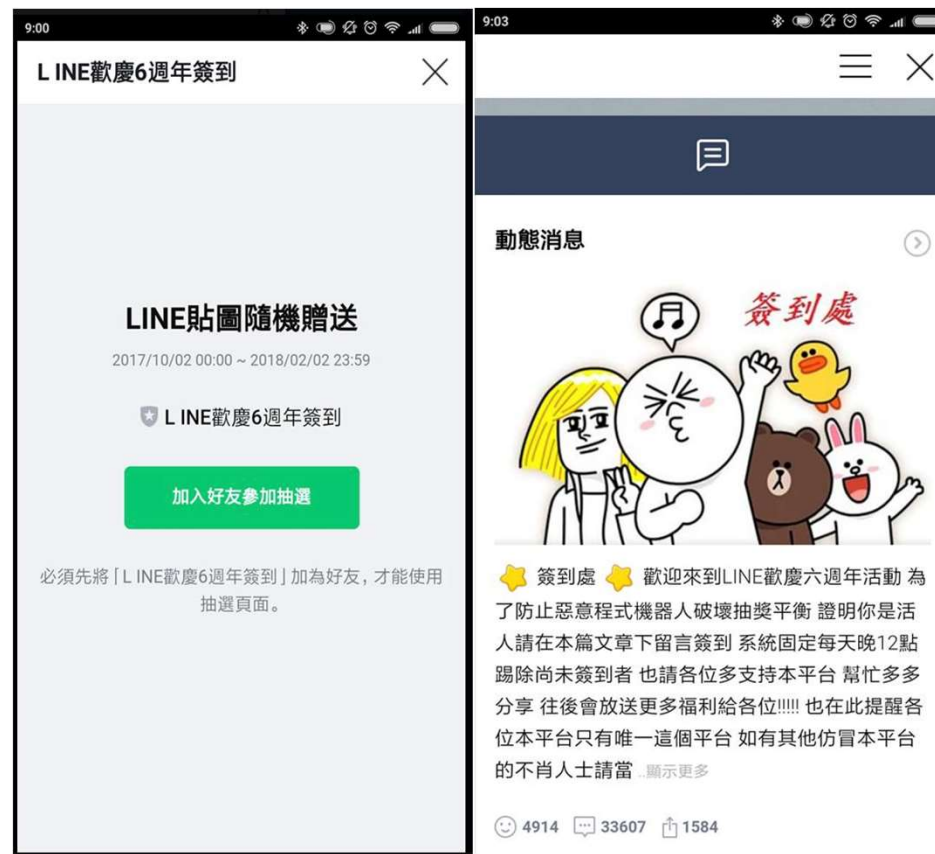 9:00
L INE歡慶6週年簽到
LINE貼圖隨機贈送
2017/10/02 00:00 ~ 2018/02/02 23:59
L INE歡慶6週年簽到
加入好友參加抽選
必須先將「L INE歡慶6週年簽到」加為好友，才能使用
抽選頁面。
9:03
動態消息
簽到處
簽到處 歡迎來到LINE歡慶六週年活動 為
了防止惡意程式機器人破壞抽獎平衡 證明你是活
人請在本篇文章下留言簽到 系統固定每天晚12點
踢除尚未簽到者 也請各位多支持本平台 幫忙多多
分享 往後會放送更多福利給各位!!!!! 也在此提醒各
位本平台只有唯一這個平台 如有其他仿冒本平台
的不肖人士請當 ..顯示更多
4914 33607 1584